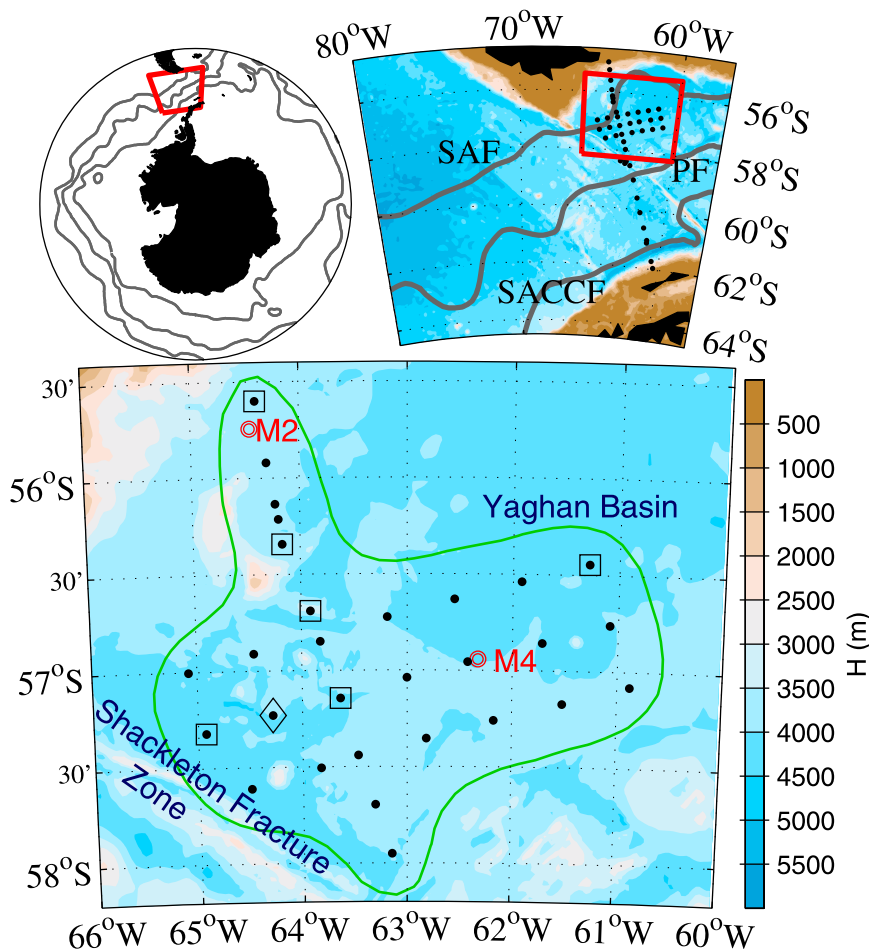 80°W
70°W
60°W
56°S
58°S
60°S
62°S
64°S
SAF
PF
SACCF
30'
56°S
30'
57°S
30'
58°S
M2
Yaghan Basin
M4
Shackleton Fracture
Zone
66°W
65°W
64°W
63°W
62°W
61°W
60°W
500
1000
1500
2000
2500
3000
3500
4000
4500
5000
5500
H (m)